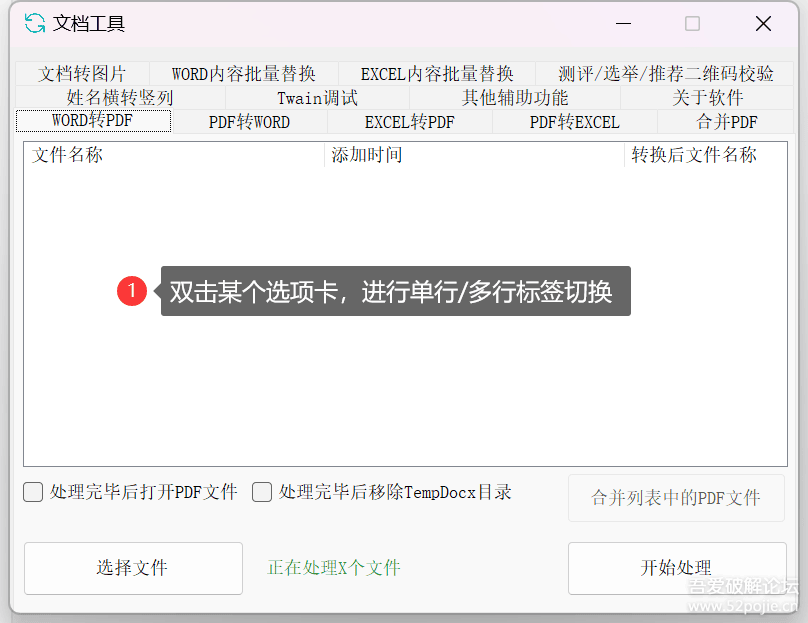 文档工具
文档转图片 WORD内容批量替换 EXCEL内容批量替换 测评/选举/推荐二维码校验
姓名横转竖列 Twain调试 其他辅助功能 关于软件
WORD转PDF PDF转WORD EXCEL转PDF PDF转EXCEL 合并PDF
文件名称 添加时间 转换后文件名称
1 双击某个选项卡，进行单行/多行标签切换
处理完毕后打开PDF文件 处理完毕后移除TempDocx目录 合并列表中的PDF文件
选择文件 正在处理X个文件 开始处理
吾爱破解论坛
www.52pojie.cn